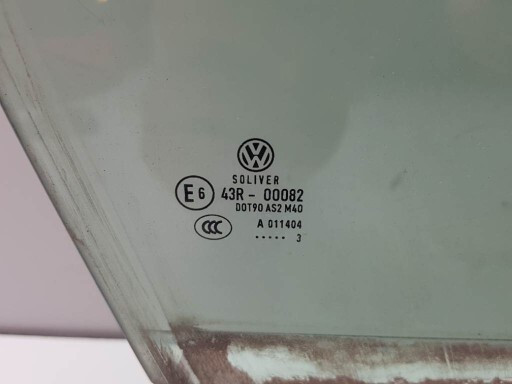 VW
SOLIVER
E6 43R - 00082
DOT90 AS2 M40
CCC A 011404
..... 3